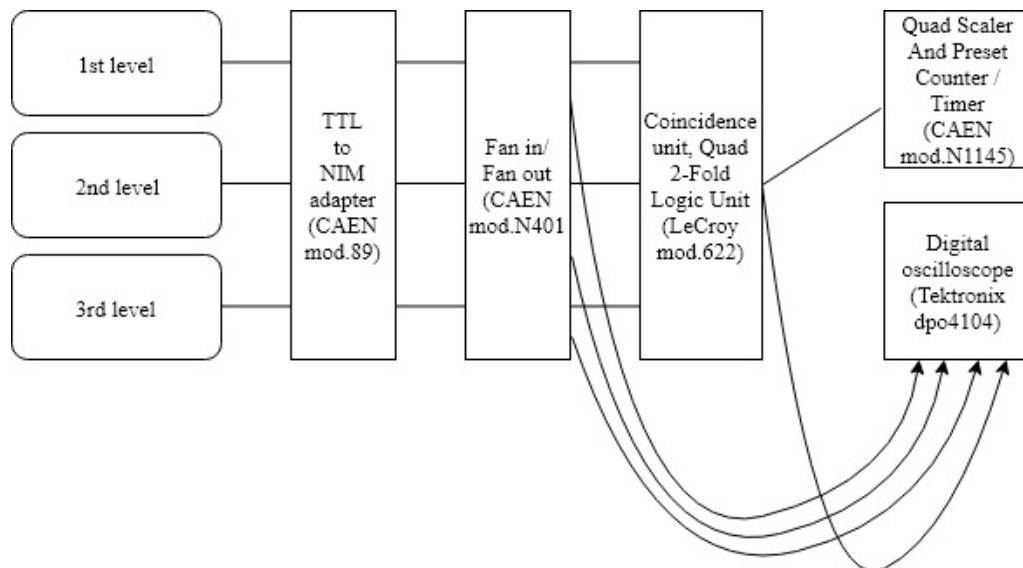 1st level
2nd level
3rd level
TTL
to
NIM
adapter
(CAEN
mod.89)
Fan in/
Fan out
(CAEN
mod.N401
Coincidence
unit, Quad
2-Fold
Logic Unit
(LeCroy
mod.622)
Quad Scaler
And Preset
Counter /
Timer
(CAEN
mod.N1145)
Digital
oscilloscope
(Tektronix
dpo4104)